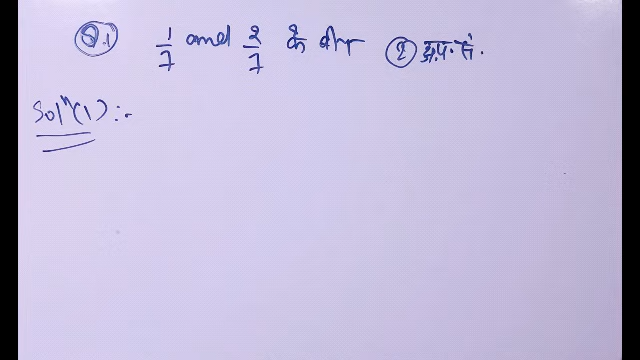 Q.1 1/7 and 2/7 के बीच 2 अ.प.सं.
Solⁿ(1):-